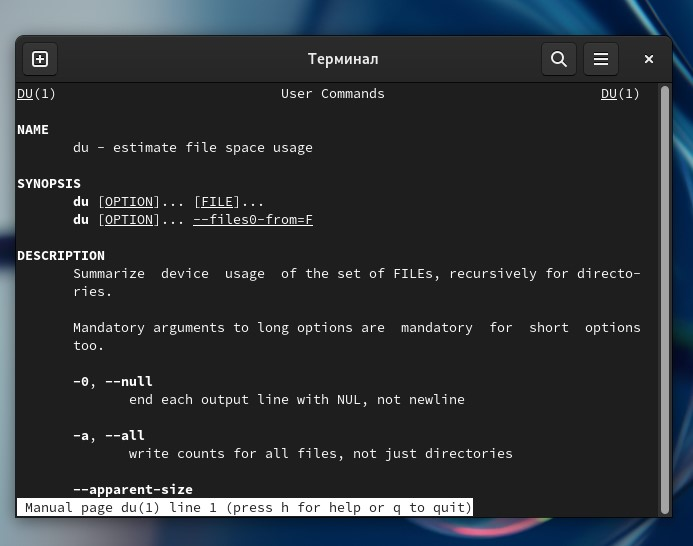 Терминал
DU(1) User Commands DU(1)
NAME
du - estimate file space usage
SYNOPSIS
du [OPTION]... [FILE]...
du [OPTION]... --files0-from=F
DESCRIPTION
Summarize device usage of the set of FILEs, recursively for directo-
ries.
Mandatory arguments to long options are mandatory for short options
too.
-0, --null
end each output line with NUL, not newline
-a, --all
write counts for all files, not just directories
--apparent-size
Manual page du(1) line 1 (press h for help or q to quit)